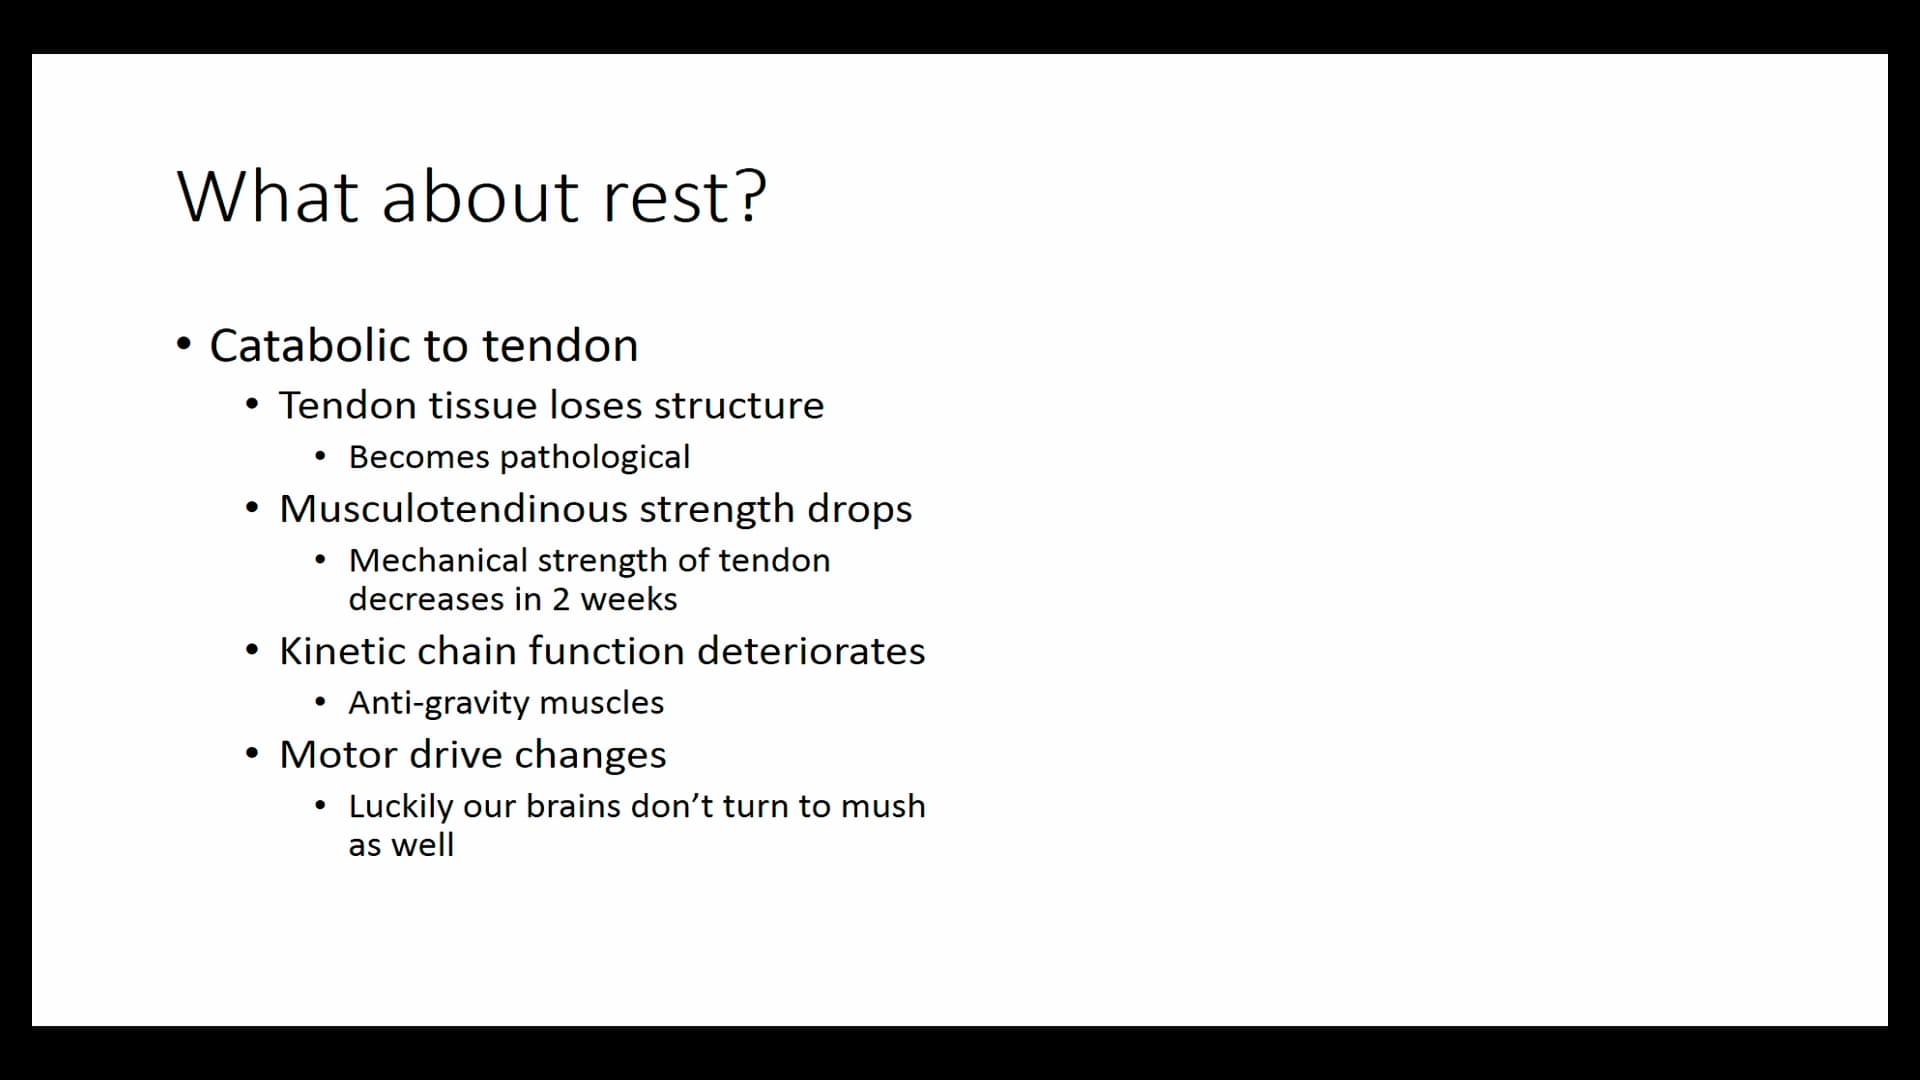 What about rest?
• Catabolic to tendon
• Tendon tissue loses structure
• Becomes pathological
• Musculotendinous strength drops
• Mechanical strength of tendon
decreases in 2 weeks
• Kinetic chain function deteriorates
• Anti-gravity muscles
• Motor drive changes
• Luckily our brains don’t turn to mush
as well